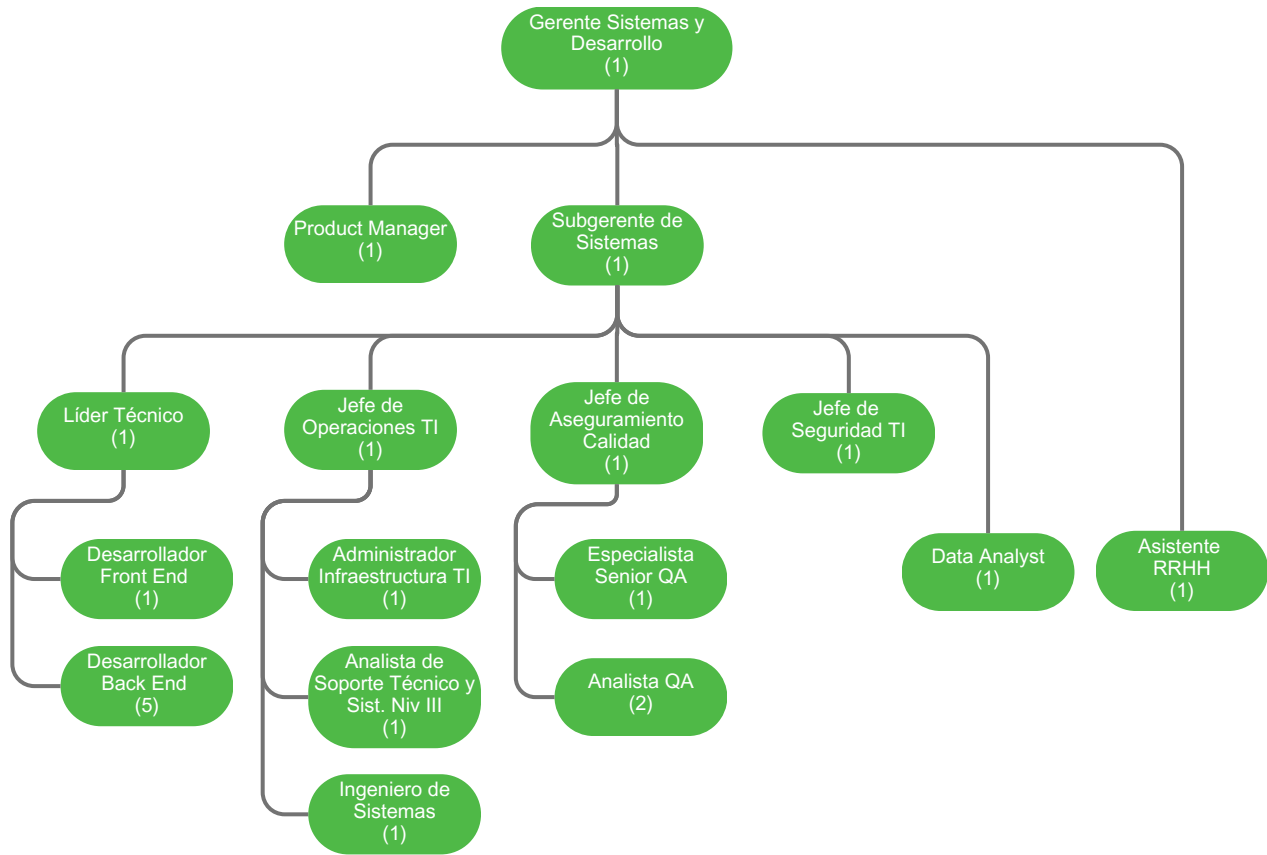 Gerente Sistemas y
Desarrollo
(1)
Product Manager
(1)
Subgerente de
Sistemas
(1)
Líder Técnico
(1)
Jefe de
Operaciones TI
(1)
Jefe de
Aseguramiento
Calidad
(1)
Jefe de
Seguridad TI
(1)
Desarrollador
Front End
(1)
Administrador
Infraestructura TI
(1)
Especialista
Senior QA
(1)
Data Analyst
(1)
Asistente
RRHH
(1)
Desarrollador
Back End
(5)
Analista de
Soporte Técnico y
Sist. Niv III
(1)
Analista QA
(2)
Ingeniero de
Sistemas
(1)